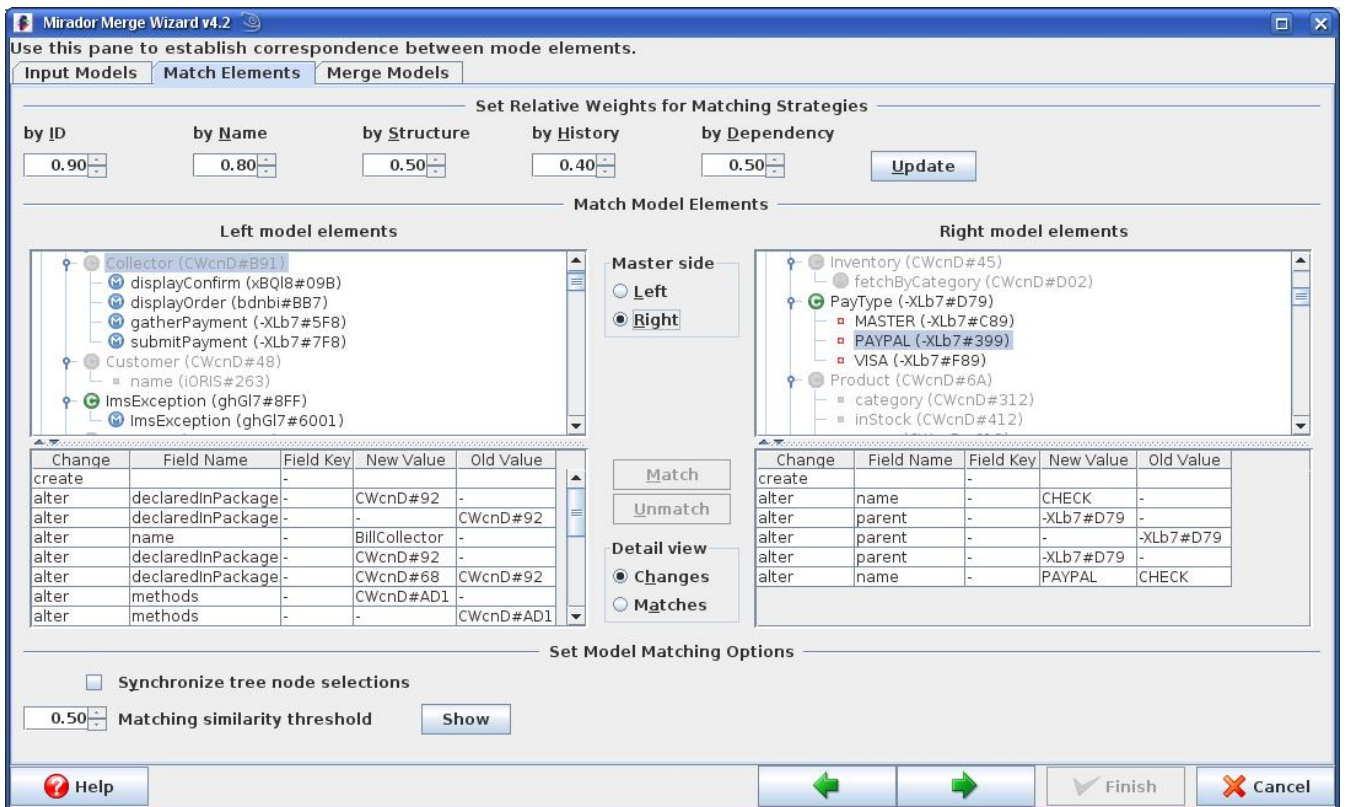 Mirador Merge Wizard v4.2
Use this pane to establish correspondence between mode elements.
Input Models Match Elements Merge Models
Set Relative Weights for Matching Strategies
by ID by Name by Structure by History by Dependency
0.90 0.80 0.50 0.40 0.50 Update
Match Model Elements
Left model elements
Collector (CWcnD#B91)
displayConfirm (xBQl8#09B)
displayOrder (bdnbi#BB7)
gatherPayment (-XLb7#5F8)
submitPayment (-XLb7#7F8)
Customer (CWcnD#48)
name (iORIS#263)
ImsException (ghGl7#8FF)
ImsException (ghGl7#6001)
Change Field Name Field Key New Value Old Value
create -
alter declaredInPackage - CWcnD#92 -
alter declaredInPackage - - CWcnD#92
alter name - BillCollector -
alter declaredInPackage - CWcnD#92 -
alter declaredInPackage - CWcnD#68 CWcnD#92
alter methods - CWcnD#AD1 -
alter methods - - CWcnD#AD1
Master side
Left
Right
Match
Unmatch
Detail view
Changes
Matches
Right model elements
Inventory (CWcnD#45)
fetchByCategory (CWcnD#D02)
PayType (-XLb7#D79)
MASTER (-XLb7#C89)
PAYPAL (-XLb7#399)
VISA (-XLb7#F89)
Product (CWcnD#6A)
category (CWcnD#312)
inStock (CWcnD#412)
Change Field Name Field Key New Value Old Value
create -
alter name - CHECK -
alter parent - -XLb7#D79 -
alter parent - - -XLb7#D79
alter parent - -XLb7#D79 -
alter name - PAYPAL CHECK
Set Model Matching Options
Synchronize tree node selections
0.50 Matching similarity threshold Show
Help Finish Cancel